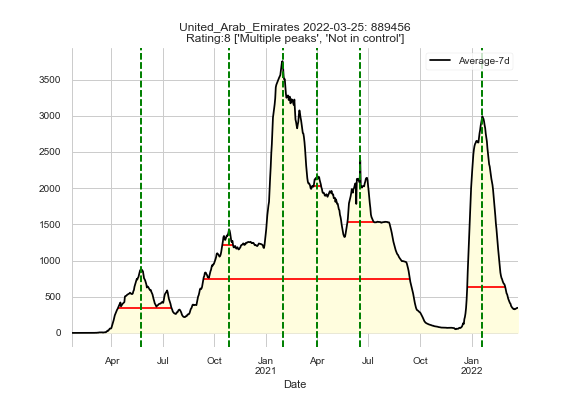 United_Arab_Emirates 2022-03-25: 889456
Rating:8 ['Multiple peaks', 'Not in control']
Average-7d
3500
3000
2500
2000
1500
1000
500
0
Apr Jul Oct Jan Apr Jul Oct Jan
2021 2022
Date